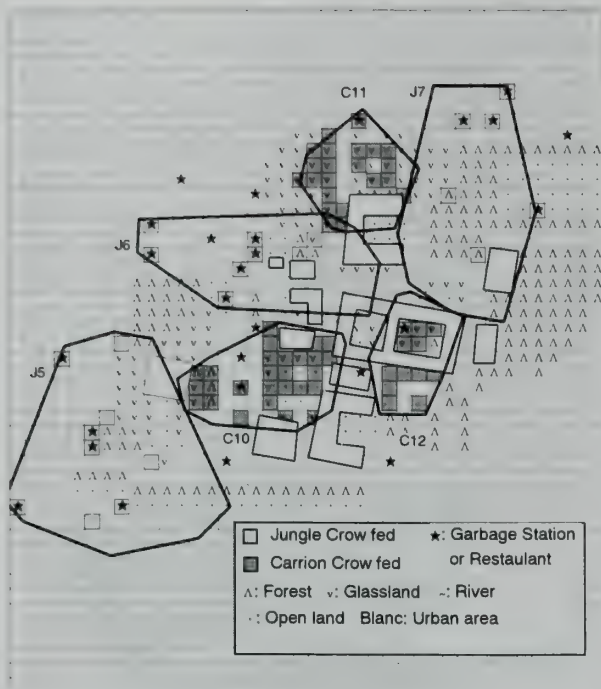 C11
J7
J6
J5
C10
C12
Jungle Crow fed ★: Garbage Station
Carrion Crow fed or Restaulant
ʌ: Forest v: Glassland ~: River
·: Open land Blanc: Urban area